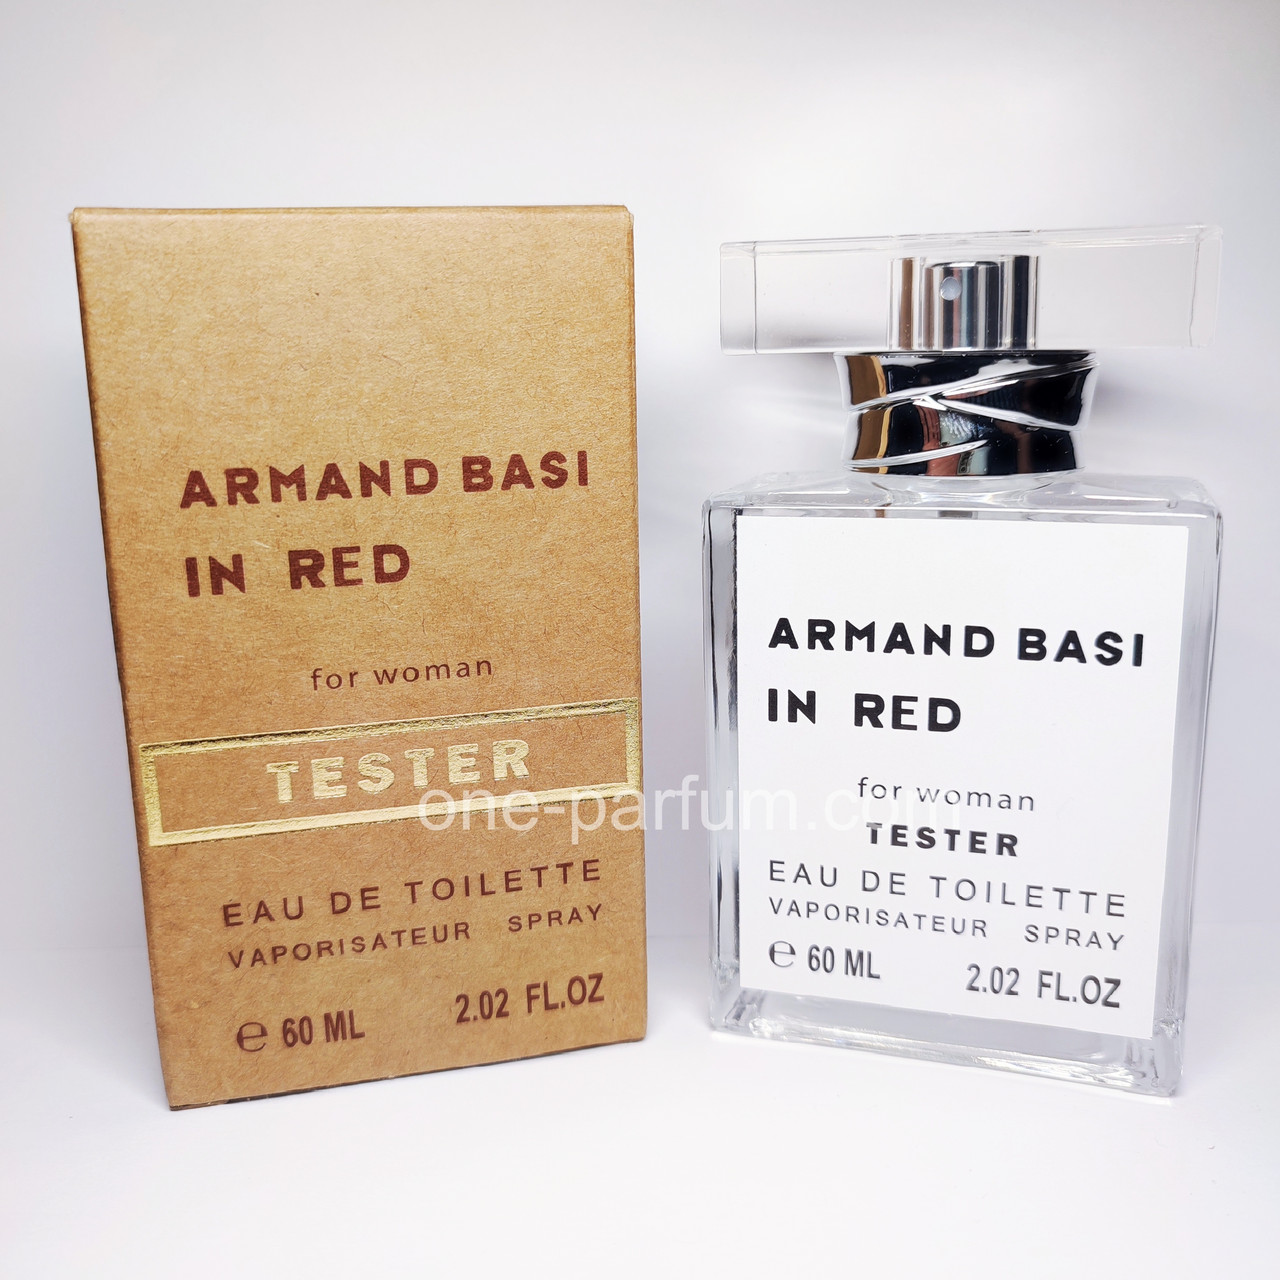 ARMAND BASI
IN RED
for woman
TESTER
EAU DE TOILETTE
VAPORISATEUR SPRAY
℮ 60 ML 2.02 FL.OZ
ARMAND BASI
IN RED
for woman
TESTER
EAU DE TOILETTE
VAPORISATEUR SPRAY
℮ 60 ML 2.02 FL.OZ
one-parfum.com